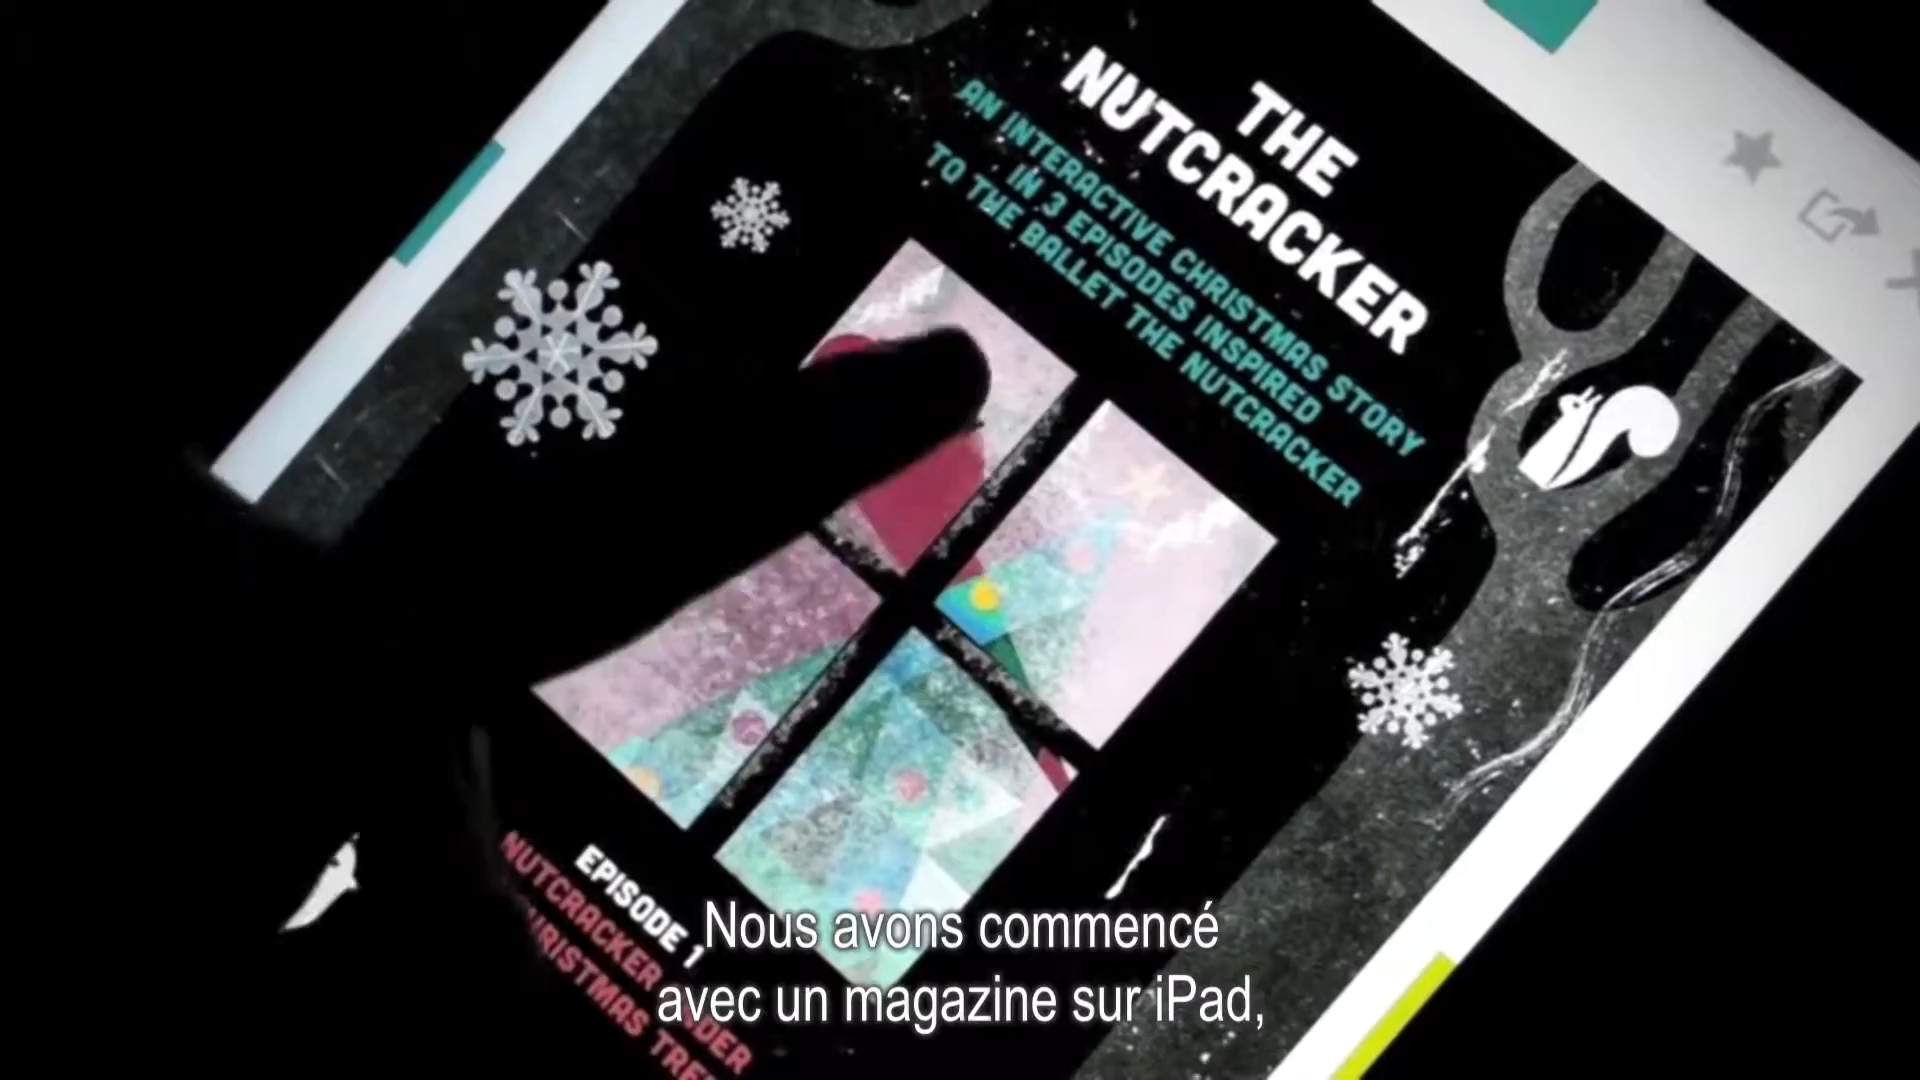 THE
NUTCRACKER
AN INTERACTIVE CHRISTMAS STORY
IN 3 EPISODES INSPIRED
TO THE BALLET THE NUTCRACKER
EPISODE 1
NUTCRACKER
Nous avons commencé
avec un magazine sur iPad,